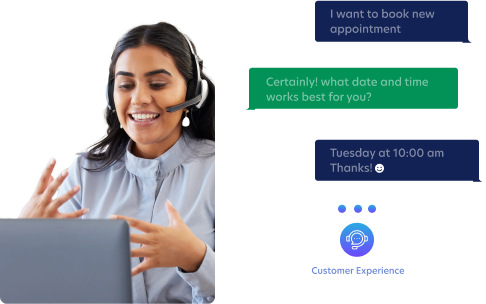 I want to book new
appointment
Certainly! what date and time
works best for you?
Tuesday at 10:00 am
Thanks!
Customer Experience